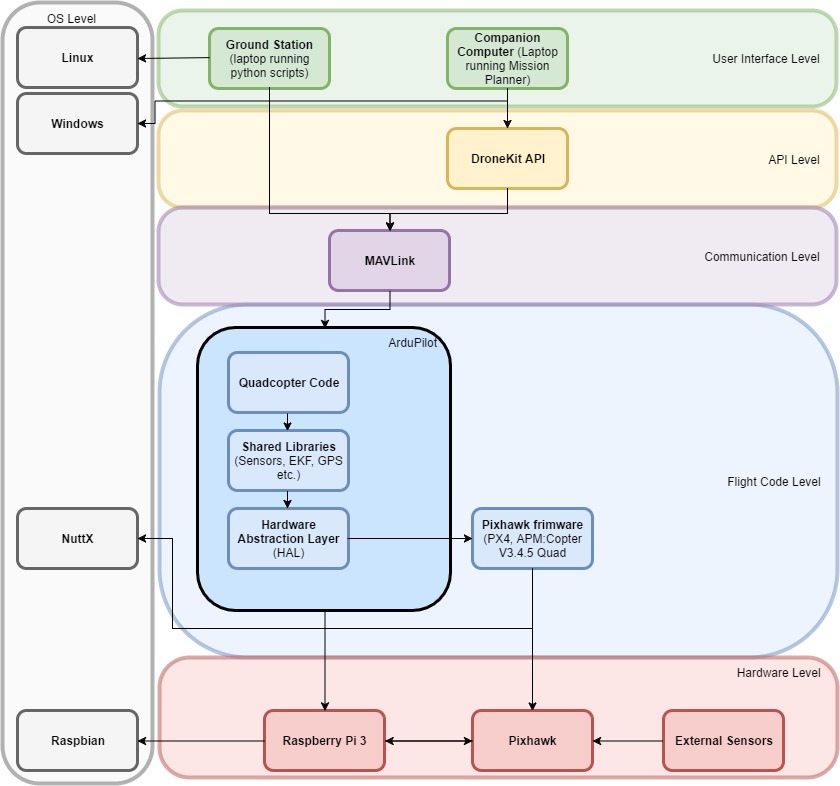 OS Level
Linux
Windows
NuttX
Raspbian
Ground Station
(laptop running
python scripts)
Companion
Computer (Laptop
running Mission
Planner)
User Interface Level
DroneKit API
API Level
MAVLink
Communication Level
ArduPilot
Quadcopter Code
Shared Libraries
(Sensors, EKF, GPS
etc.)
Hardware
Abstraction Layer
(HAL)
Pixhawk frimware
(PX4, APM:Copter
V3.4.5 Quad
Flight Code Level
Hardware Level
Raspberry Pi 3
Pixhawk
External Sensors